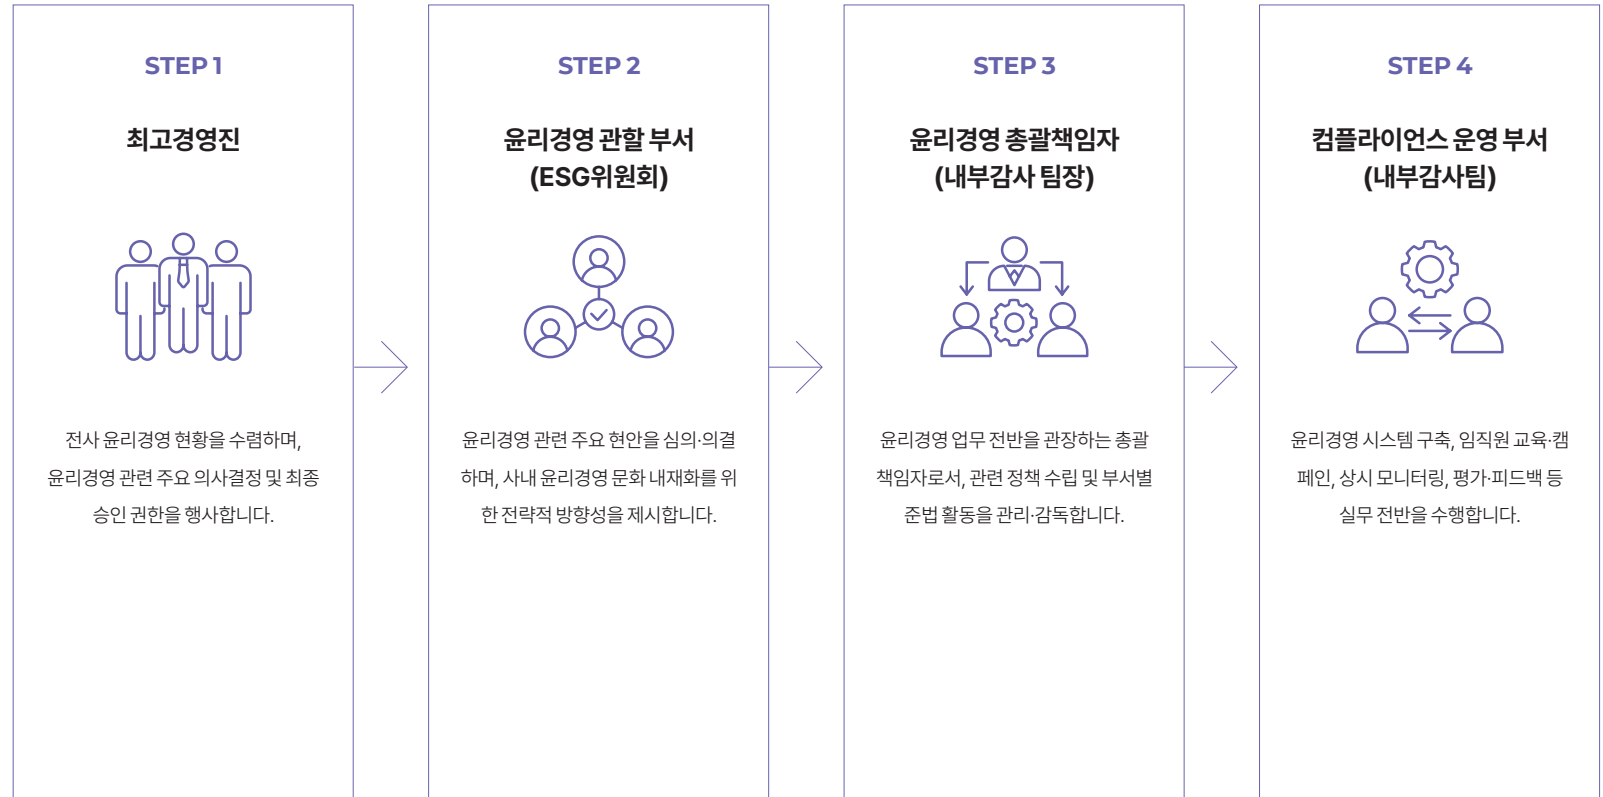 STEP 1
최고경영진
전사 윤리경영 현황을 수렴하며,
윤리경영 관련 주요 의사결정 및 최종
승인 권한을 행사합니다.
STEP 2
윤리경영 관할 부서
(ESG위원회)
윤리경영 관련 주요 현안을 심의·의결
하며, 사내 윤리경영 문화 내재화를 위
한 전략적 방향성을 제시합니다.
STEP 3
윤리경영 총괄책임자
(내부감사 팀장)
윤리경영 업무 전반을 관장하는 총괄
책임자로서, 관련 정책 수립 및 부서별
준법 활동을 관리·감독합니다.
STEP 4
컴플라이언스 운영 부서
(내부감사팀)
윤리경영 시스템 구축, 임직원 교육·캠
페인, 상시 모니터링, 평가·피드백 등
실무 전반을 수행합니다.